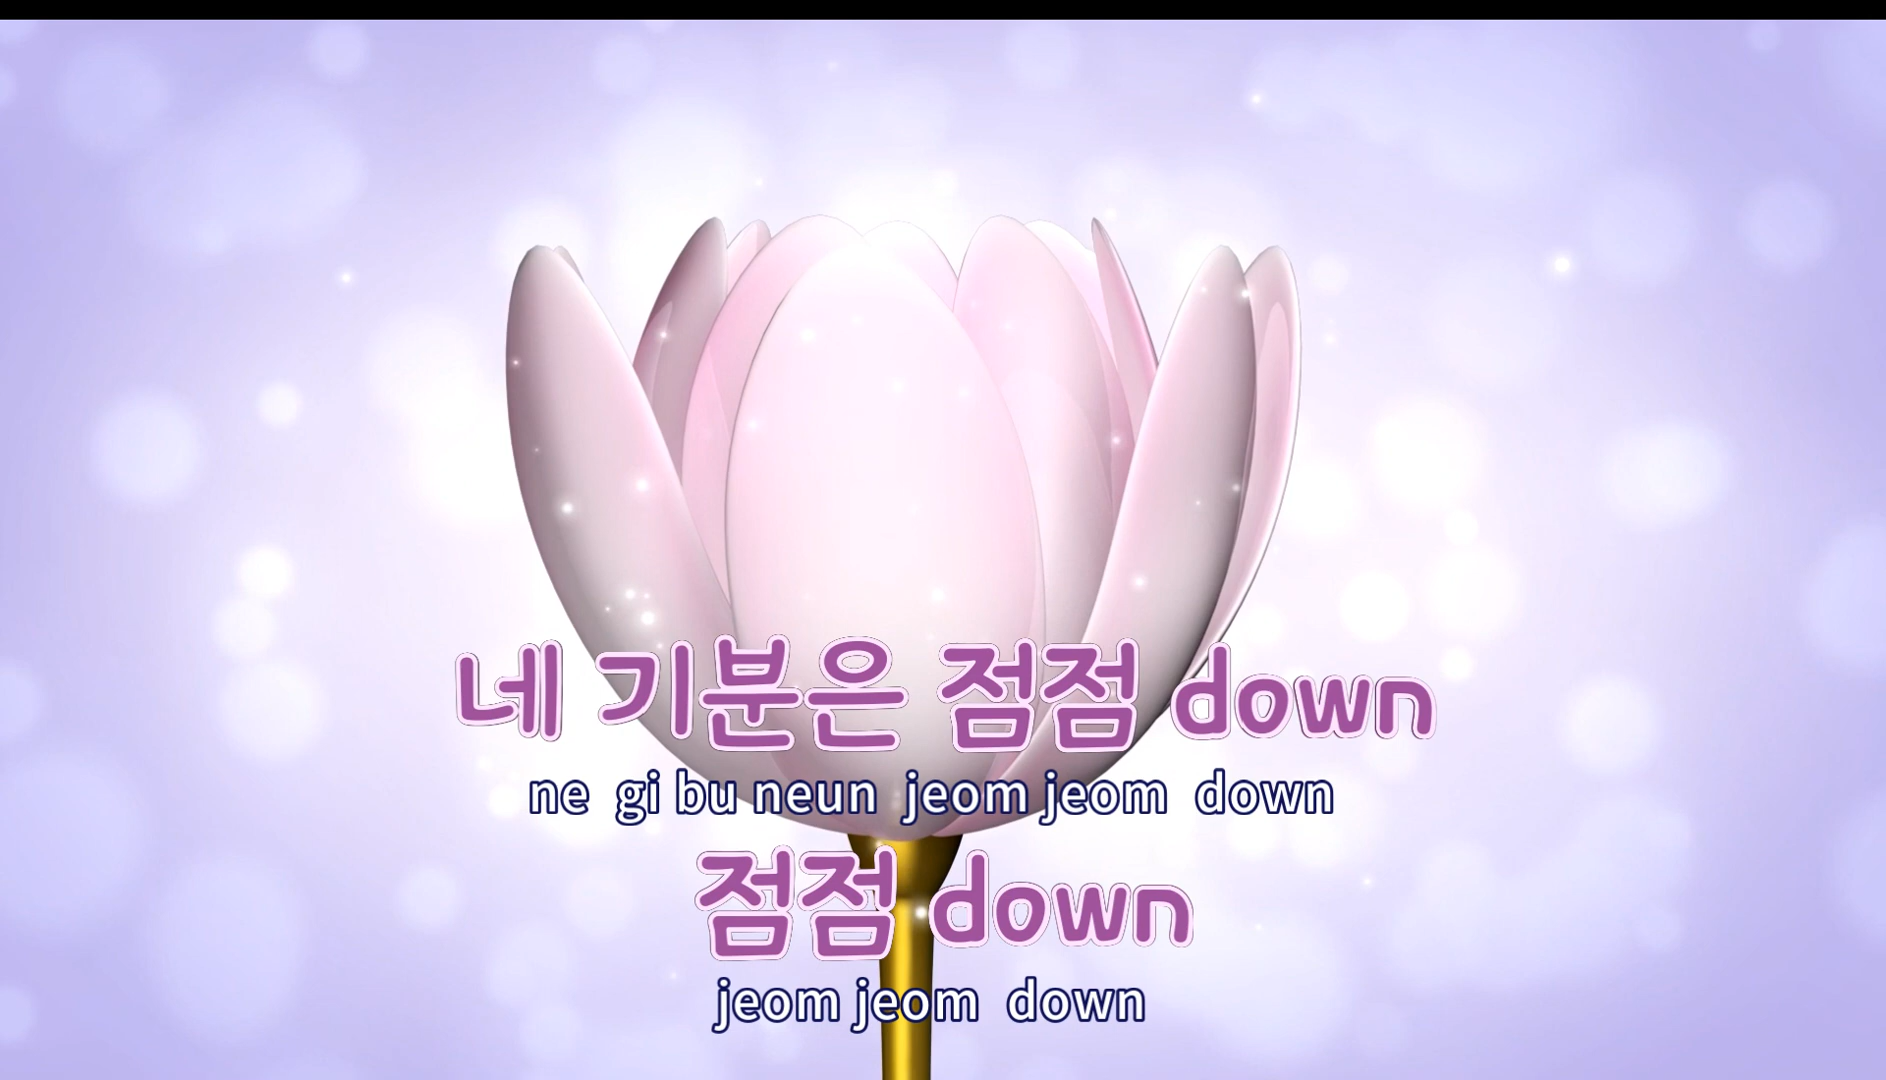 네 기분은 점점 down
ne gi bu neun jeom jeom down
점점 down
jeom jeom down